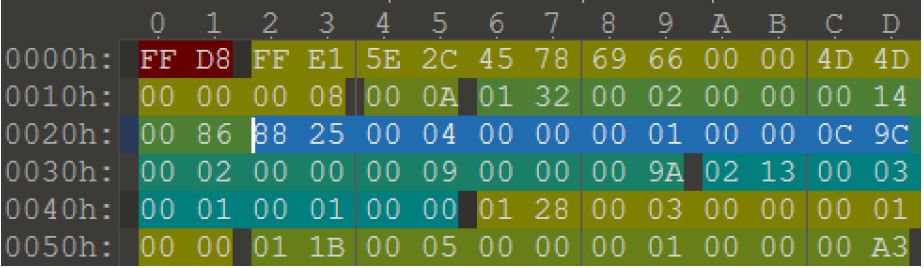 0 1 2 3 4 5 6 7 8 9 A B C D
0000h: FF D8 FF E1 5E 2C 45 78 69 66 00 00 4D 4D
0010h: 00 00 00 08 00 0A 01 32 00 02 00 00 00 14
0020h: 00 86 88 25 00 04 00 00 00 01 00 00 0C 9C
0030h: 00 02 00 00 00 09 00 00 00 9A 02 13 00 03
0040h: 00 01 00 01 00 00 01 28 00 03 00 00 00 01
0050h: 00 00 01 1B 00 05 00 00 00 01 00 00 00 A3